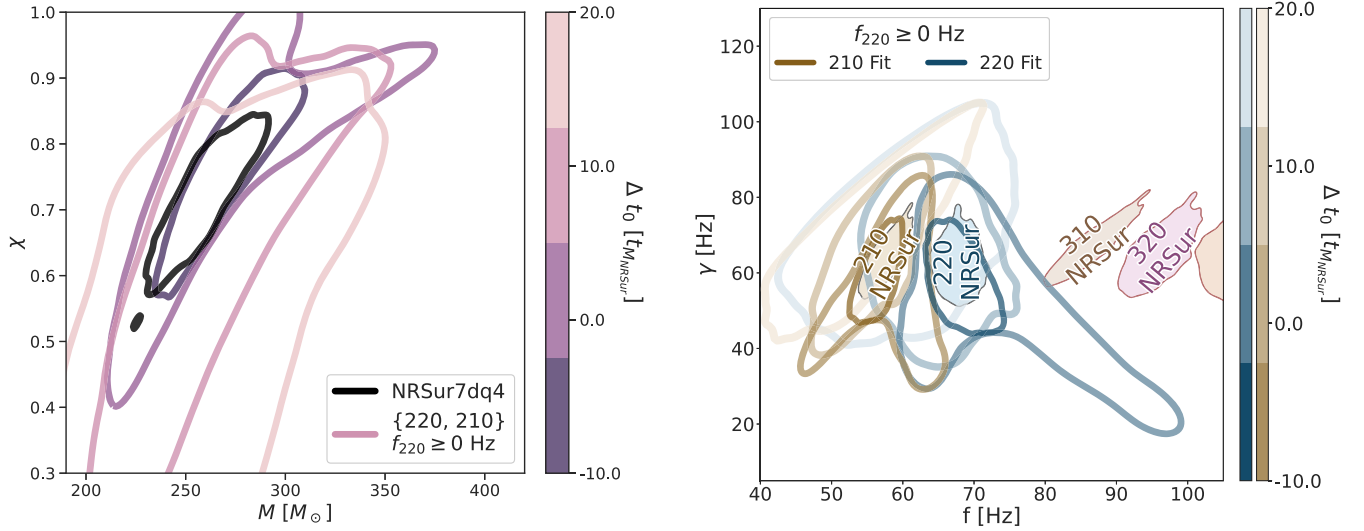 1.0
0.9
0.8
0.7
0.6
0.5
0.4
0.3
χ
200
250
300
350
400
M [M⊙]
NRSur7dq4
{220, 210}
f220 ≥ 0 Hz
20.0
10.0
0.0
-10.0
Δ t0 [tMNRSur]
120
100
80
60
40
20
γ [Hz]
f220 ≥ 0 Hz
210 Fit
220 Fit
210
NRSur
220
NRSur
310
NRSur
320
NRSur
40
50
60
70
80
90
100
f [Hz]
20.0
10.0
0.0
-10.0
Δ t0 [tMNRSur]